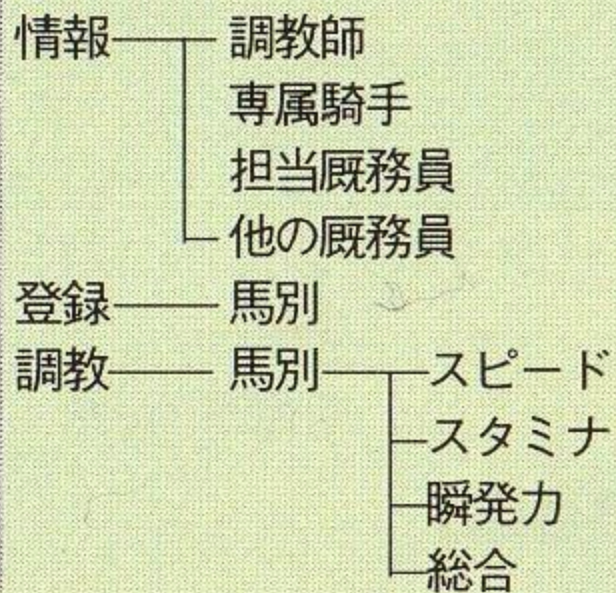 情報 調教師
専属騎手
担当厩務員
他の厩務員
登録 馬別
調教 馬別 スピード
スタミナ
瞬発力
総合